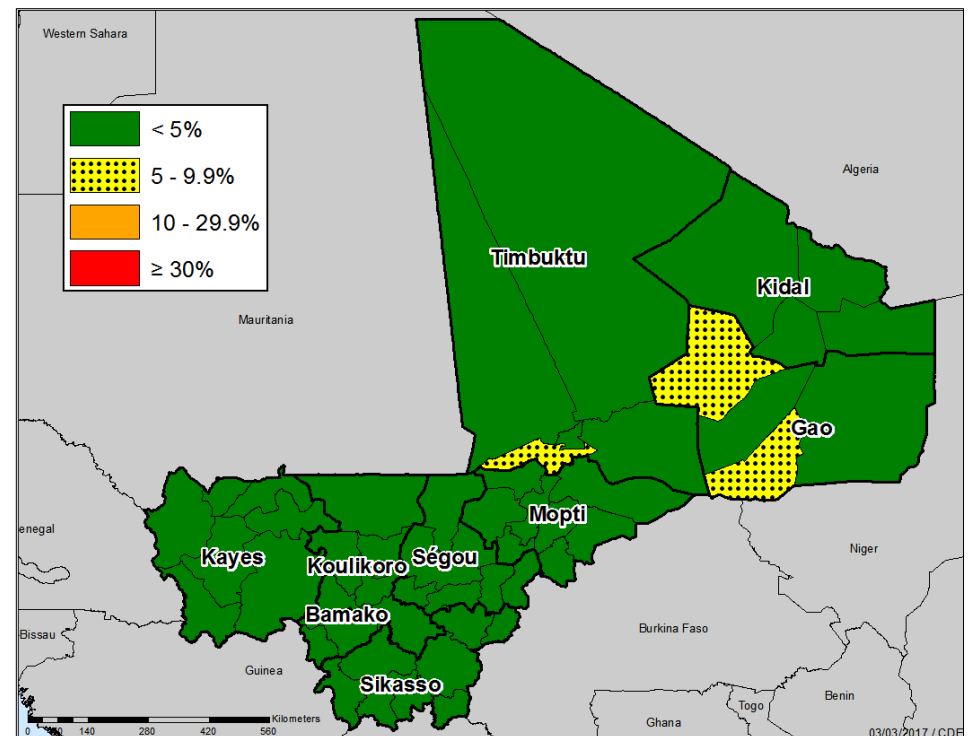 Western Sahara
Algeria
< 5%
5 - 9.9%
10 - 29.9%
≥ 30%
Timbuktu
Kidal
Mauritania
Gao
Mopti
enegal
Kayes
Koulikoro
Ségou
Niger
Bamako
Bissau
Burkina Faso
Guinea
Sikasso
Benin
Togo
Ghana
Kilometers
0 140 280 420 560
03/03/2017 / CDE